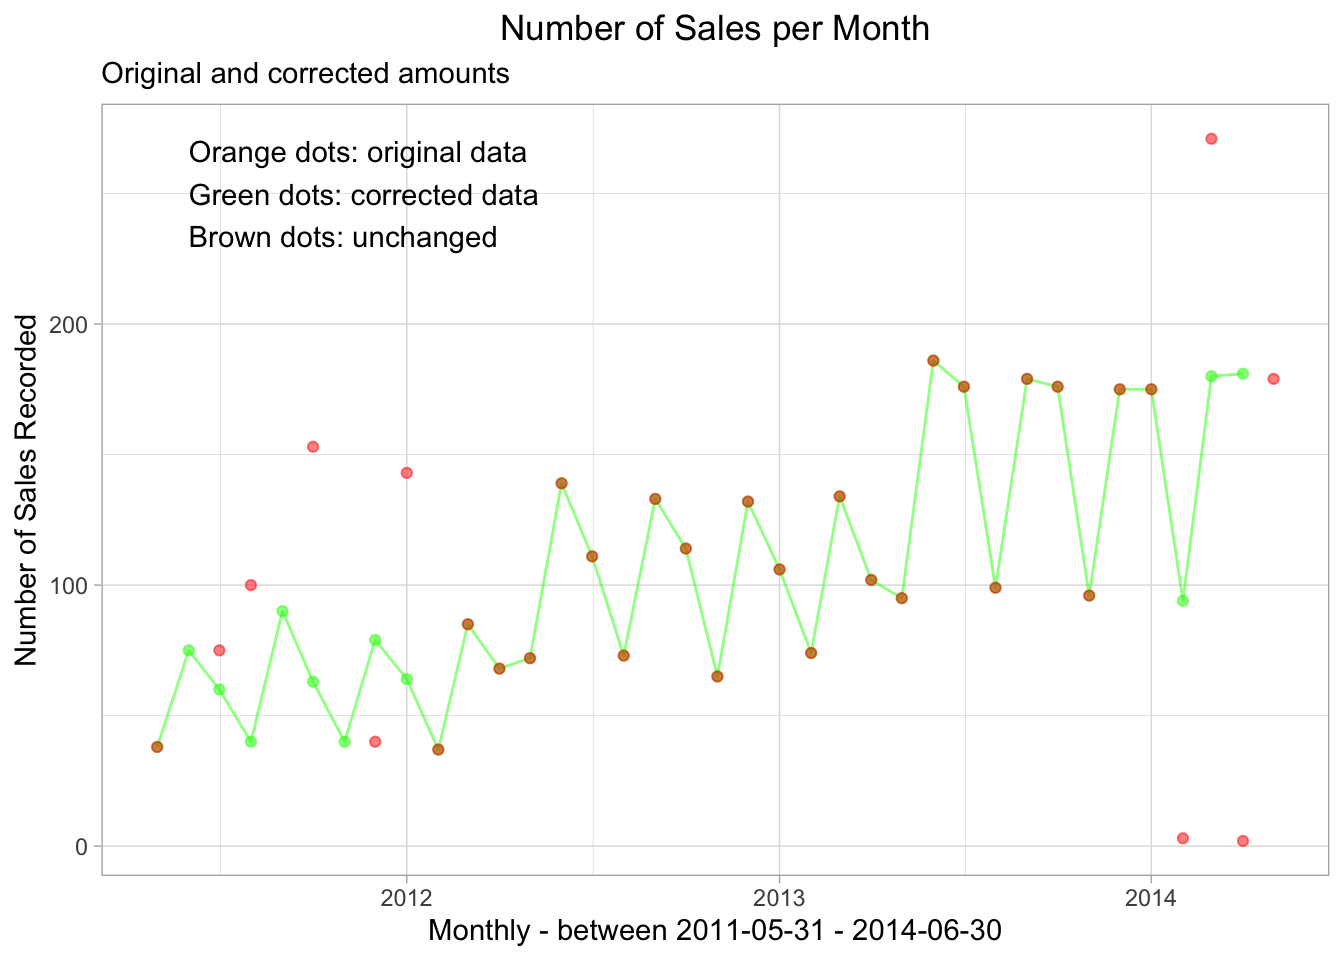 Number of Sales per Month
Original and corrected amounts
Orange dots: original data
Green dots: corrected data
Brown dots: unchanged
Number of Sales Recorded
200
100
0
2012
2013
2014
Monthly - between 2011-05-31 - 2014-06-30